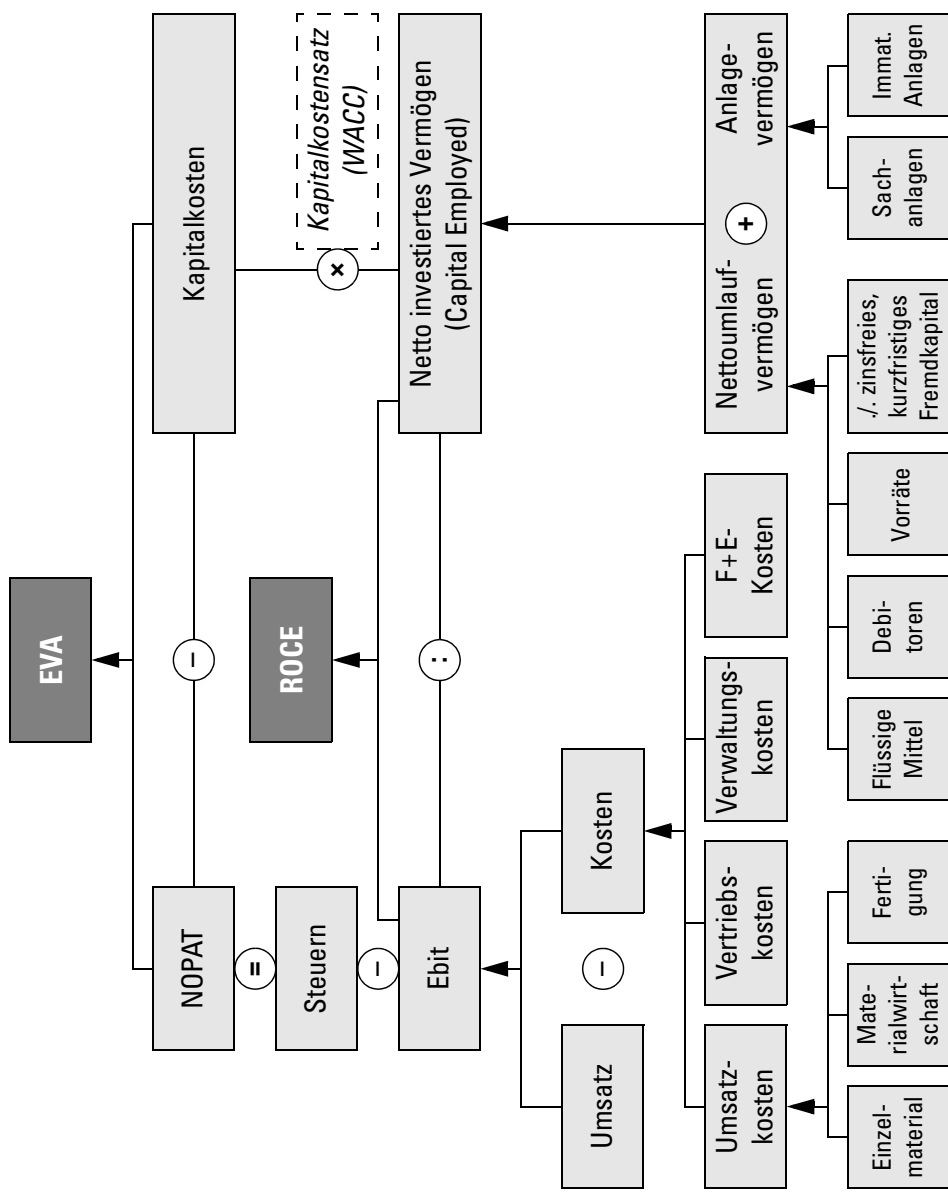 EVA
NOPAT
−
Kapitalkosten
=
Steuern
−
ROCE
×
Kapitalkostensatz
(WACC)
Ebit
:
Netto investiertes Vermögen
(Capital Employed)
Umsatz
−
Kosten
Umsatz-
kosten
Vertriebs-
kosten
Verwaltungs-
kosten
F+E-
Kosten
Nettoumlauf-
vermögen
+
Anlage-
vermögen
Einzel-
material
Mate-
rialwirt-
schaft
Ferti-
gung
Flüssige
Mittel
Debi-
toren
Vorräte
./. zinsfreies,
kurzfristiges
Fremdkapital
Sach-
anlagen
Immat.
Anlagen